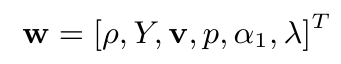 𝐰 = [ρ, Y, 𝐯, p, α₁, λ]ᵀ